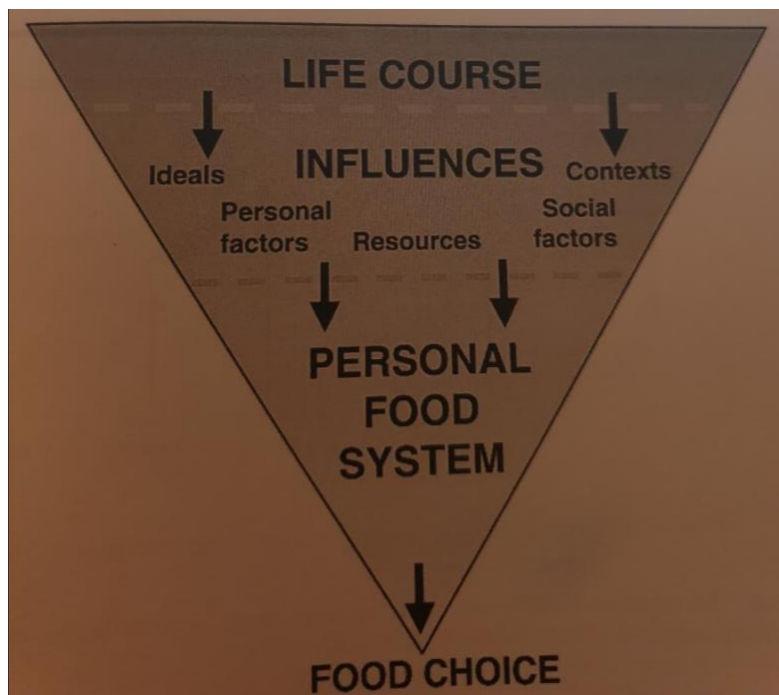 LIFE COURSE
INFLUENCES
Ideals
Contexts
Personal
factors
Resources
Social
factors
PERSONAL
FOOD
SYSTEM
FOOD CHOICE